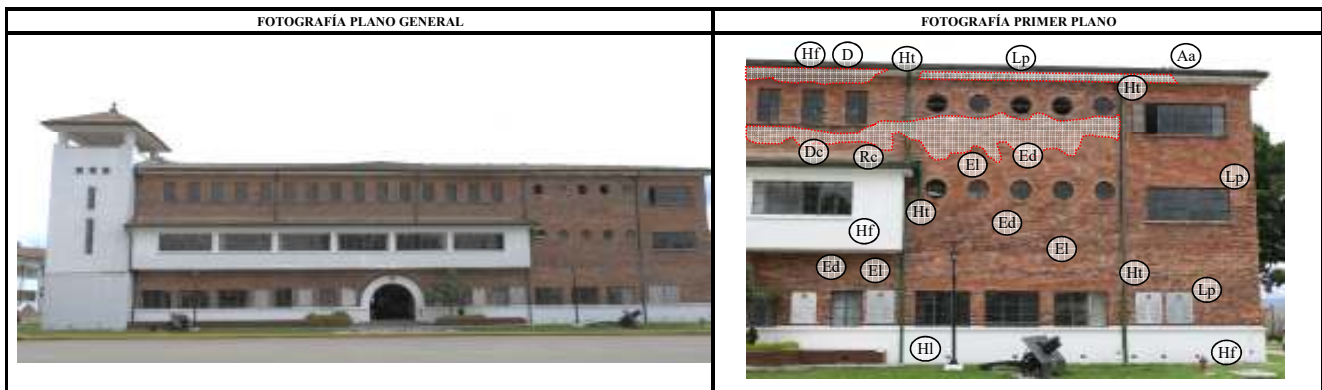 FOTOGRAFÍA PLANO GENERAL
FOTOGRAFÍA PRIMER PLANO
Hf D Ht Lp Aa
Ht
Dc Rc El Ed
Lp
Ht
Hf Ed
El
Ed El Ht
Lp
Hl Hf